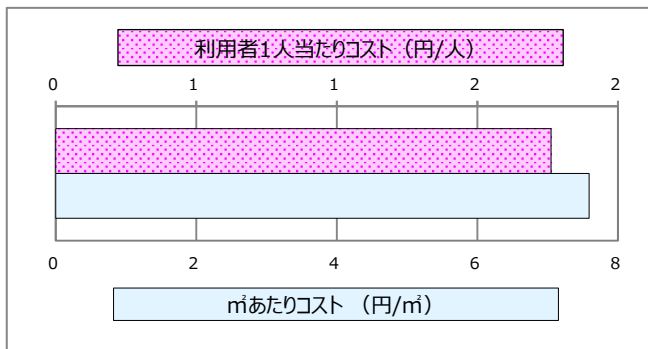 利用者1人当たりコスト（円/人）
0 1 1 2 2
0 2 4 6 8
㎡あたりコスト （円/㎡）